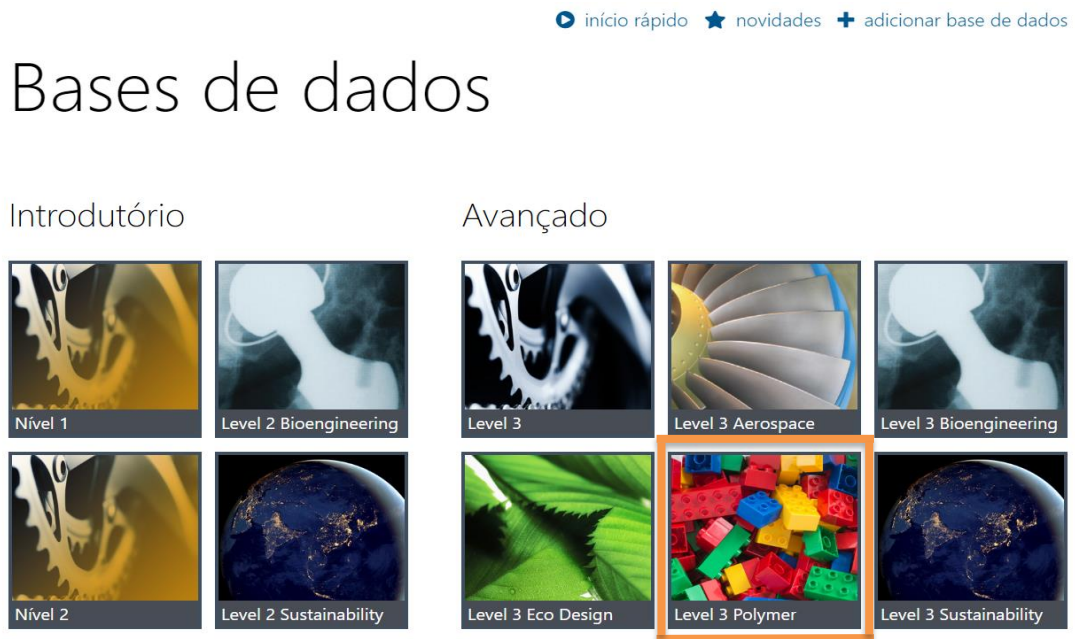 início rápido novidades adicionar base de dados
Bases de dados
Introdutório
Nível 1
Level 2 Bioengineering
Nível 2
Level 2 Sustainability
Avançado
Level 3
Level 3 Aerospace
Level 3 Bioengineering
Level 3 Eco Design
Level 3 Polymer
Level 3 Sustainability